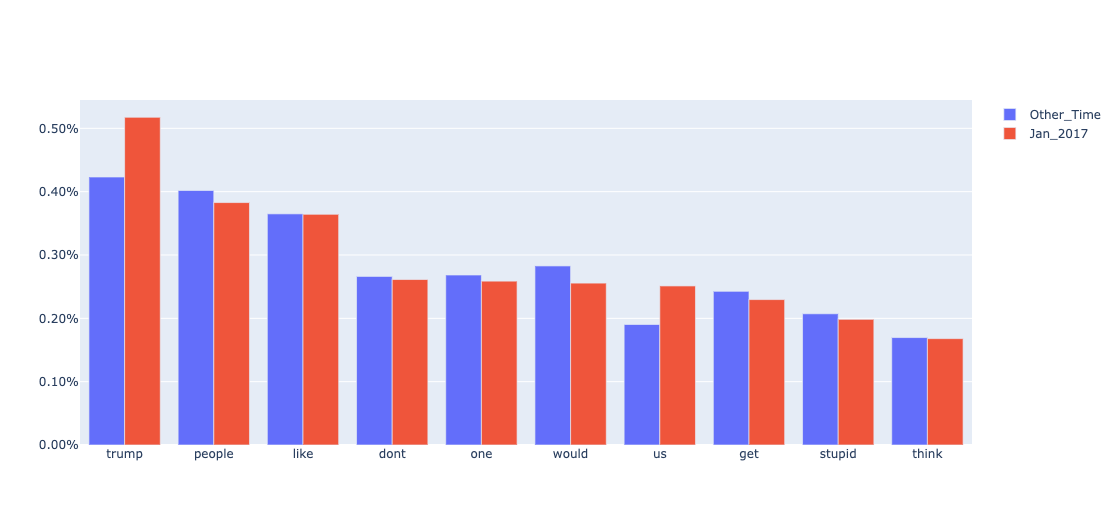 Other_Time
Jan_2017
0.50%
0.40%
0.30%
0.20%
0.10%
0.00%
trump people like dont one would us get stupid think